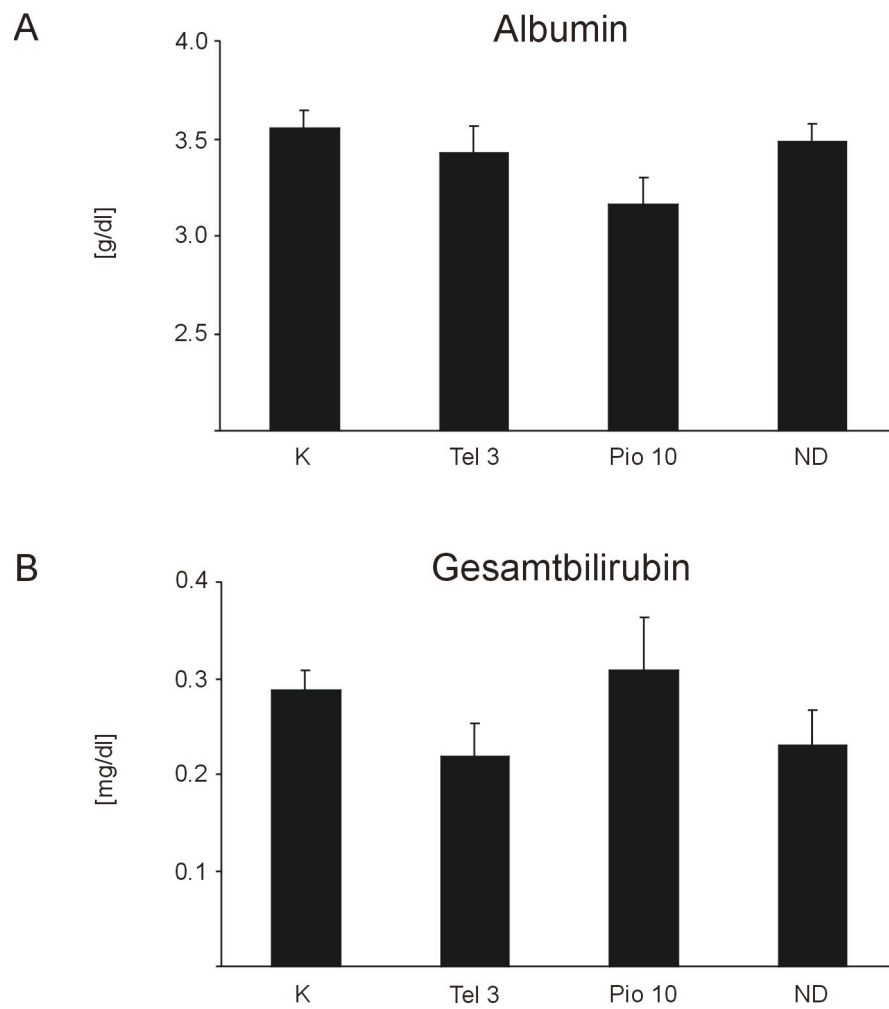 A
Albumin
4.0
3.5
[g/dl]
3.0
2.5
K Tel 3 Pio 10 ND
B
Gesamtbilirubin
0.4
0.3
[mg/dl]
0.2
0.1
K Tel 3 Pio 10 ND